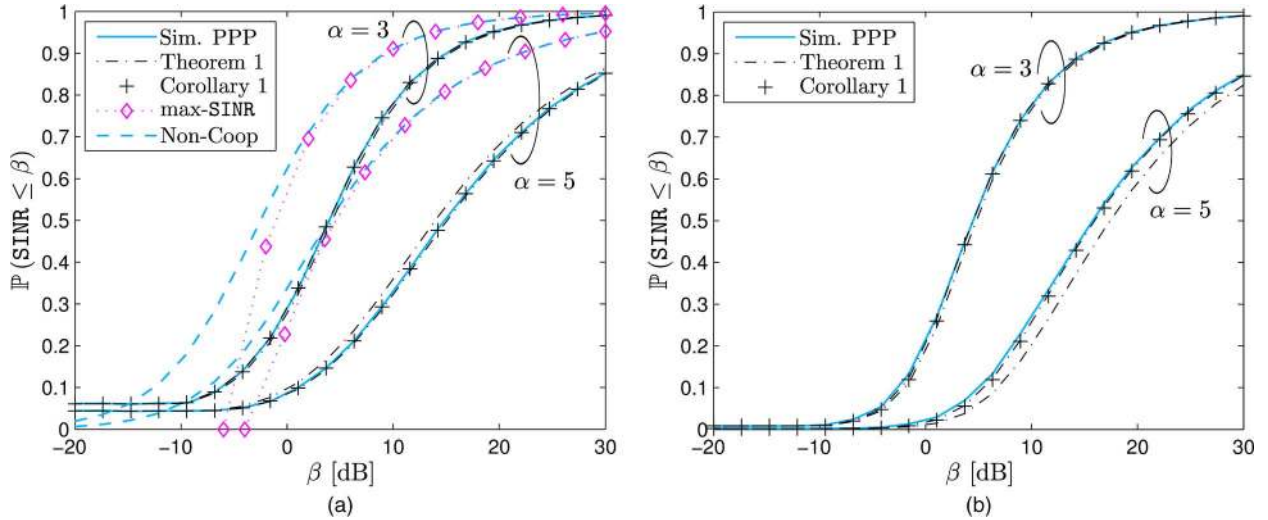 1
0.9
0.8
0.7
0.6
0.5
0.4
0.3
0.2
0.1
0
ℙ (SINR ≤ β)
Sim. PPP
Theorem 1
Corollary 1
max-SINR
Non-Coop
α = 3
α = 5
−20
−10
0
10
20
30
β [dB]
(a)
1
0.9
0.8
0.7
0.6
0.5
0.4
0.3
0.2
0.1
0
ℙ (SINR ≤ β)
Sim. PPP
Theorem 1
Corollary 1
α = 3
α = 5
−20
−10
0
10
20
30
β [dB]
(b)